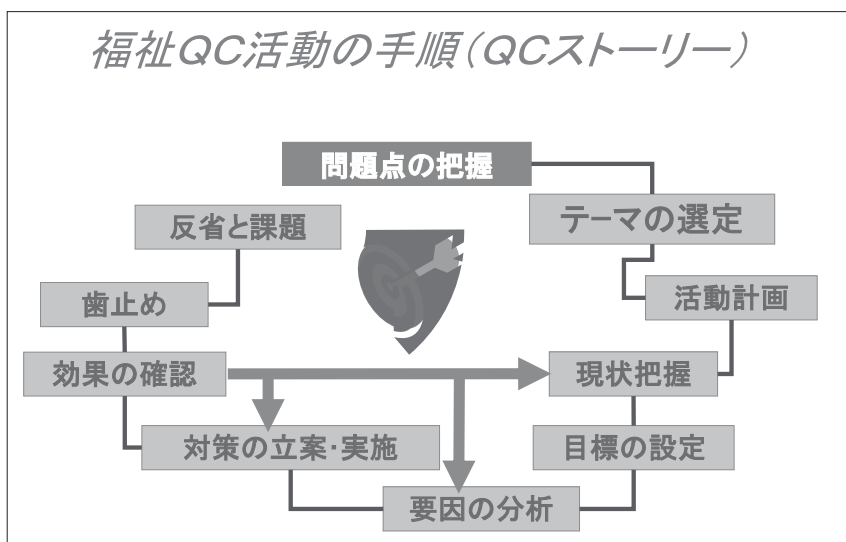 福祉QC活動の手順(QCストーリー)
問題点の把握
テーマの選定
活動計画
現状把握
目標の設定
要因の分析
対策の立案・実施
効果の確認
歯止め
反省と課題